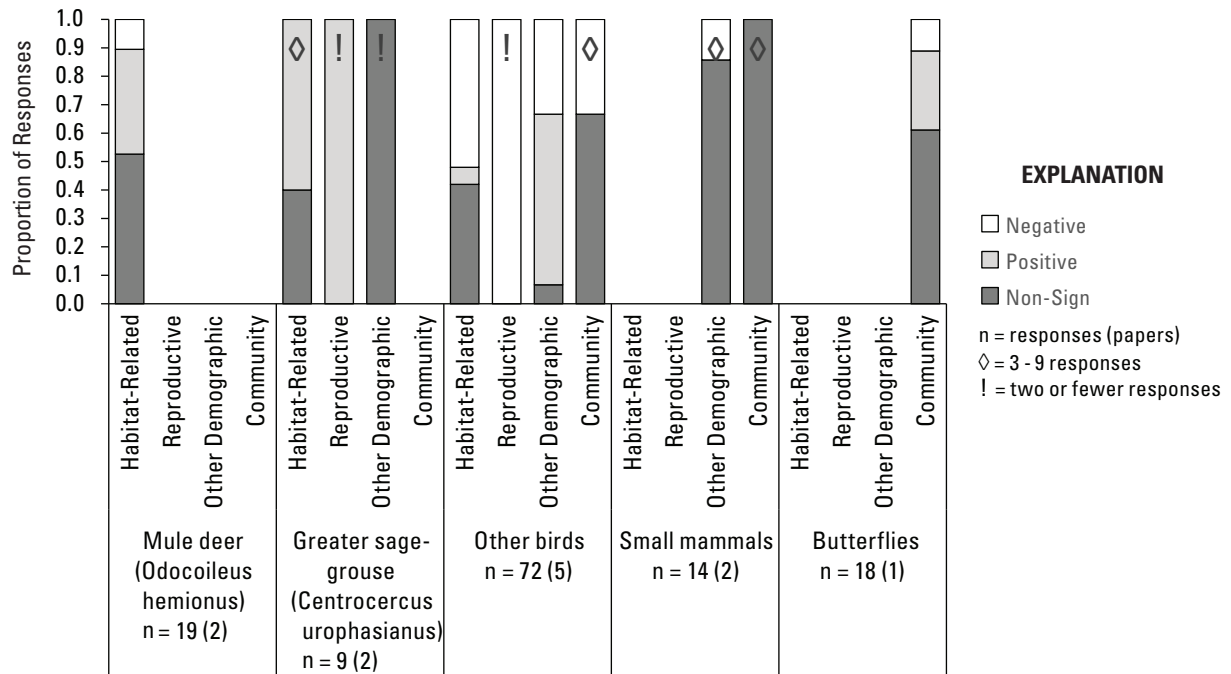 Proportion of Responses
1.0
0.9
0.8
0.7
0.6
0.5
0.4
0.3
0.2
0.1
0.0
◊ ! ! ! ◊ ◊ ◊
Habitat-Related
Reproductive
Other Demographic
Community
Habitat-Related
Reproductive
Other Demographic
Community
Habitat-Related
Reproductive
Other Demographic
Community
Habitat-Related
Reproductive
Other Demographic
Community
Habitat-Related
Reproductive
Other Demographic
Community
Mule deer
(Odocoileus
hemionus)
n = 19 (2)
Greater sage-
grouse
(Centrocercus
urophasianus)
n = 9 (2)
Other birds
n = 72 (5)
Small mammals
n = 14 (2)
Butterflies
n = 18 (1)
EXPLANATION
Negative
Positive
Non-Sign
n = responses (papers)
◊ = 3 - 9 responses
! = two or fewer responses